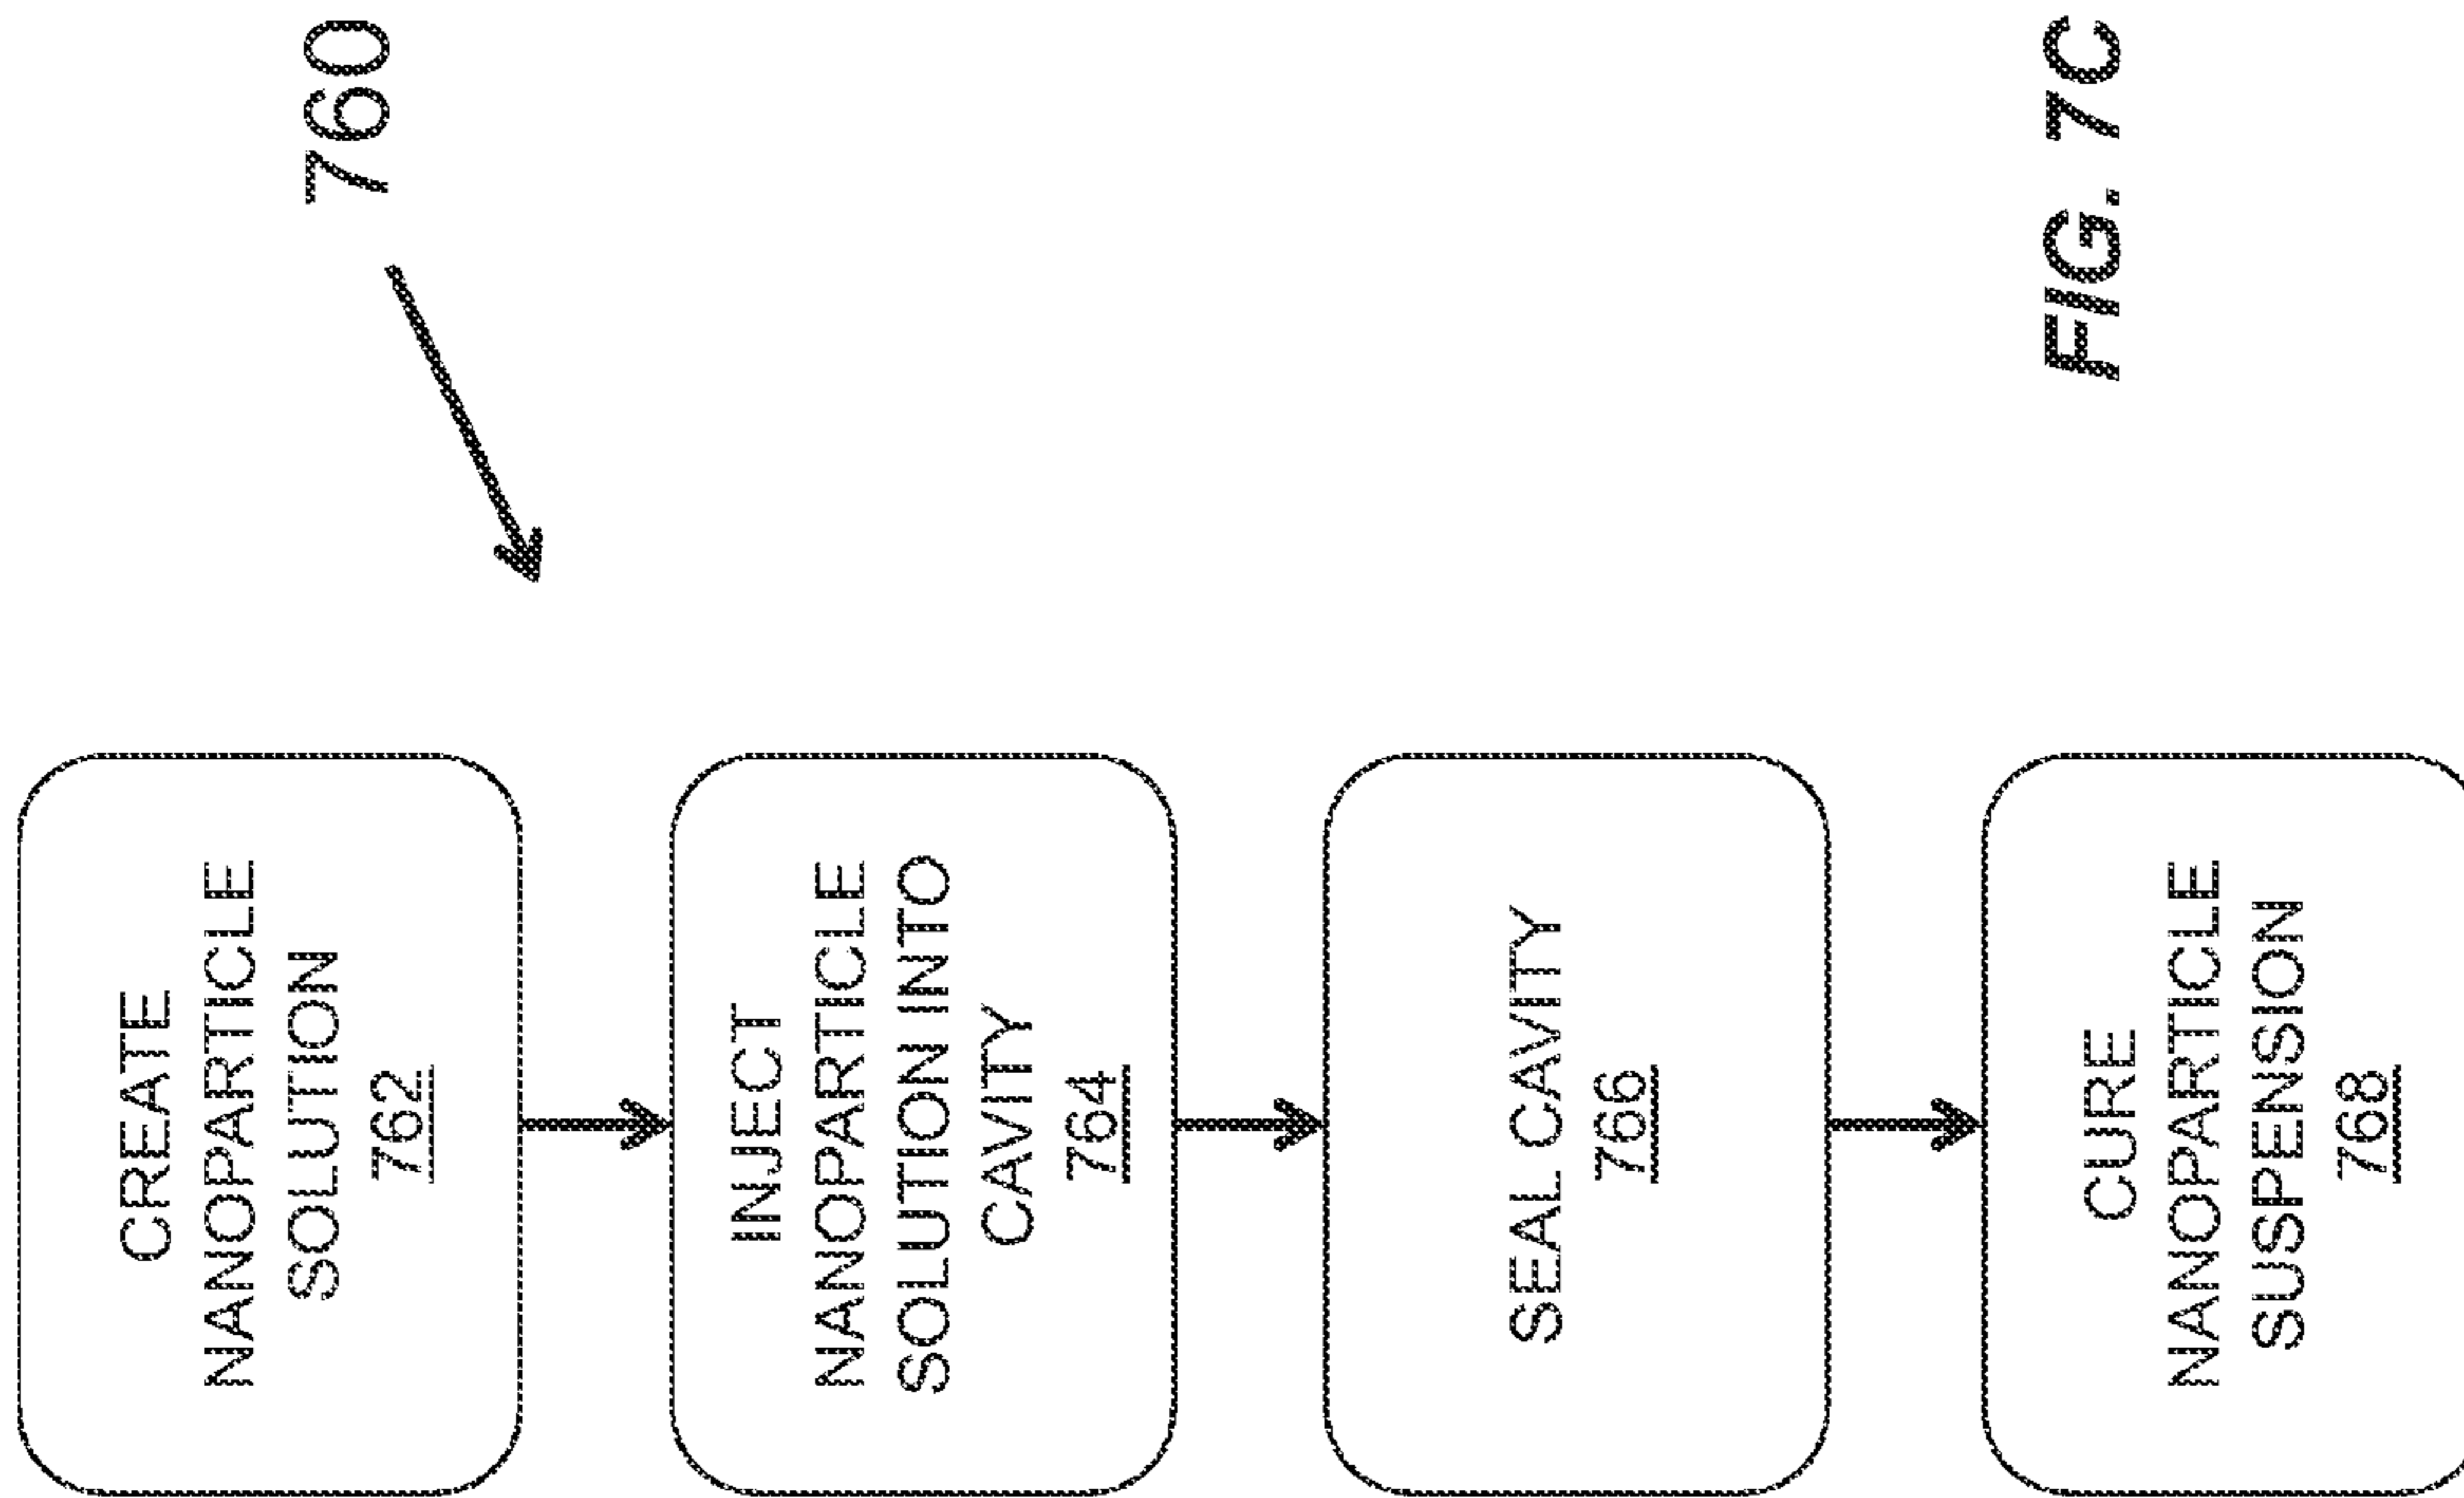 760
CREATE
NANOPARTICLE
SOLUTION
762
INJECT
NANOPARTICLE
SOLUTION INTO
CAVITY
764
SEAL CAVITY
766
CURE
NANOPARTICLE
SUSPENSION
768
FIG. 7C